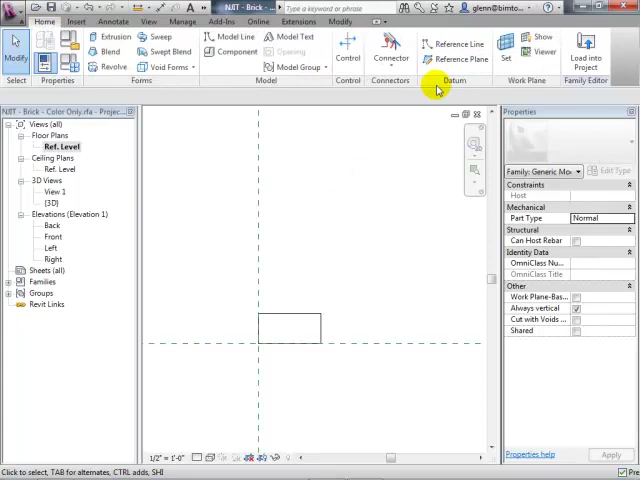 NJIT - Brick - ...
glenn@bimto...
Home Insert Annotate View Manage Add-Ins Online Extensions Modify
Extrusion Sweep Model Line Model Text Reference Line Show
Modify Blend Swept Blend Component Control Connector Reference Plane Set Viewer Load into Project
Revolve Void Forms Model Group
Select Properties Forms Model Control Connectors Datum Work Plane Family Editor
NJIT - Brick - Color Only.rfa - Projec...
Views (all)
Floor Plans
Ref. Level
Ceiling Plans
Ref. Level
3D Views
View 1
{3D}
Elevations (Elevation 1)
Back
Front
Left
Right
Sheets (all)
Families
Groups
Revit Links
Properties
Family: Generic Mo Edit Type
Constraints
Host
Mechanical
Part Type Normal
Structural
Can Host Rebar
Identity Data
OmniClass Nu...
OmniClass Title
Other
Work Plane-Bas...
Always vertical
Cut with Voids ...
Shared
Properties help Apply
1/2" = 1'-0"
Click to select, TAB for alternates, CTRL adds, SHI
Pre